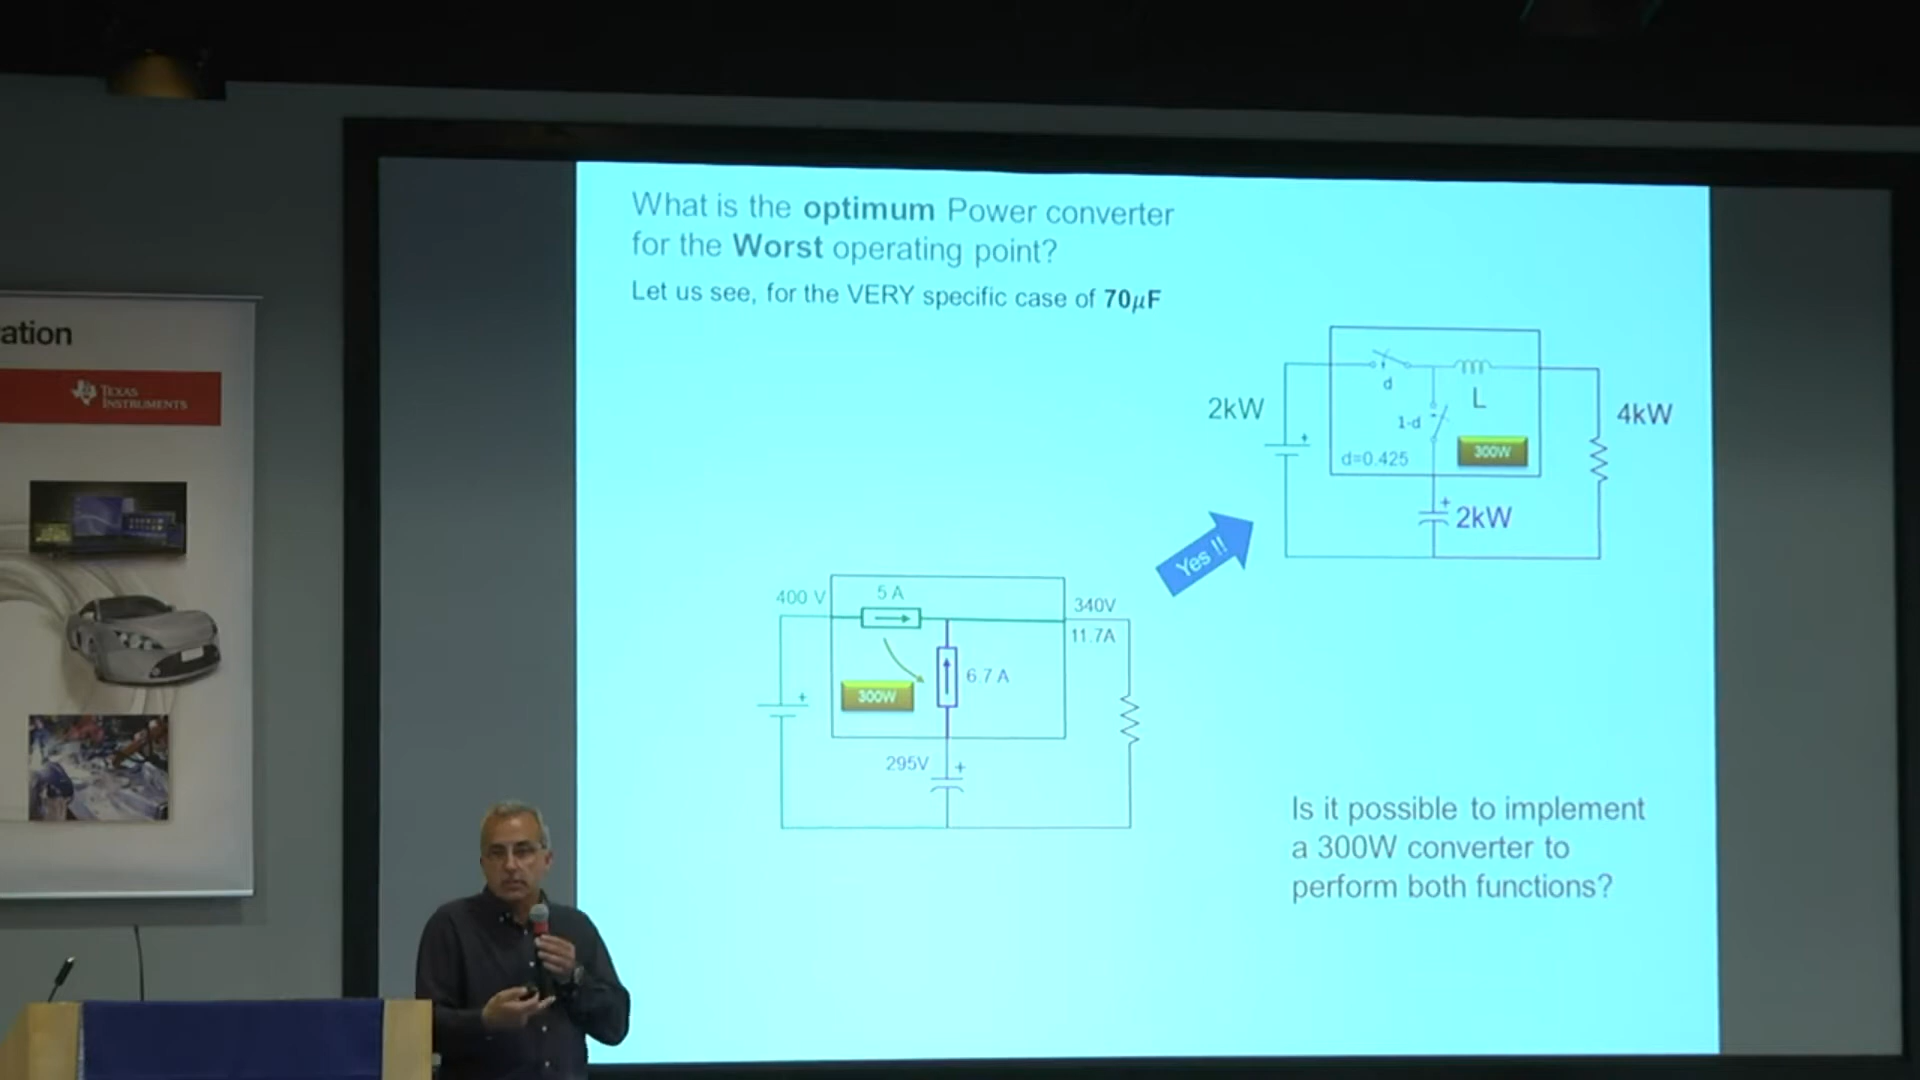 What is the optimum Power converter
for the Worst operating point?
Let us see, for the VERY specific case of 70μF
ation
TEXAS
INSTRUMENTS
2kW
d
L
1-d
d=0.425
300W
4kW
2kW
Yes !!
400 V
5 A
340V
11.7A
6.7 A
300W
295V
Is it possible to implement
a 300W converter to
perform both functions?